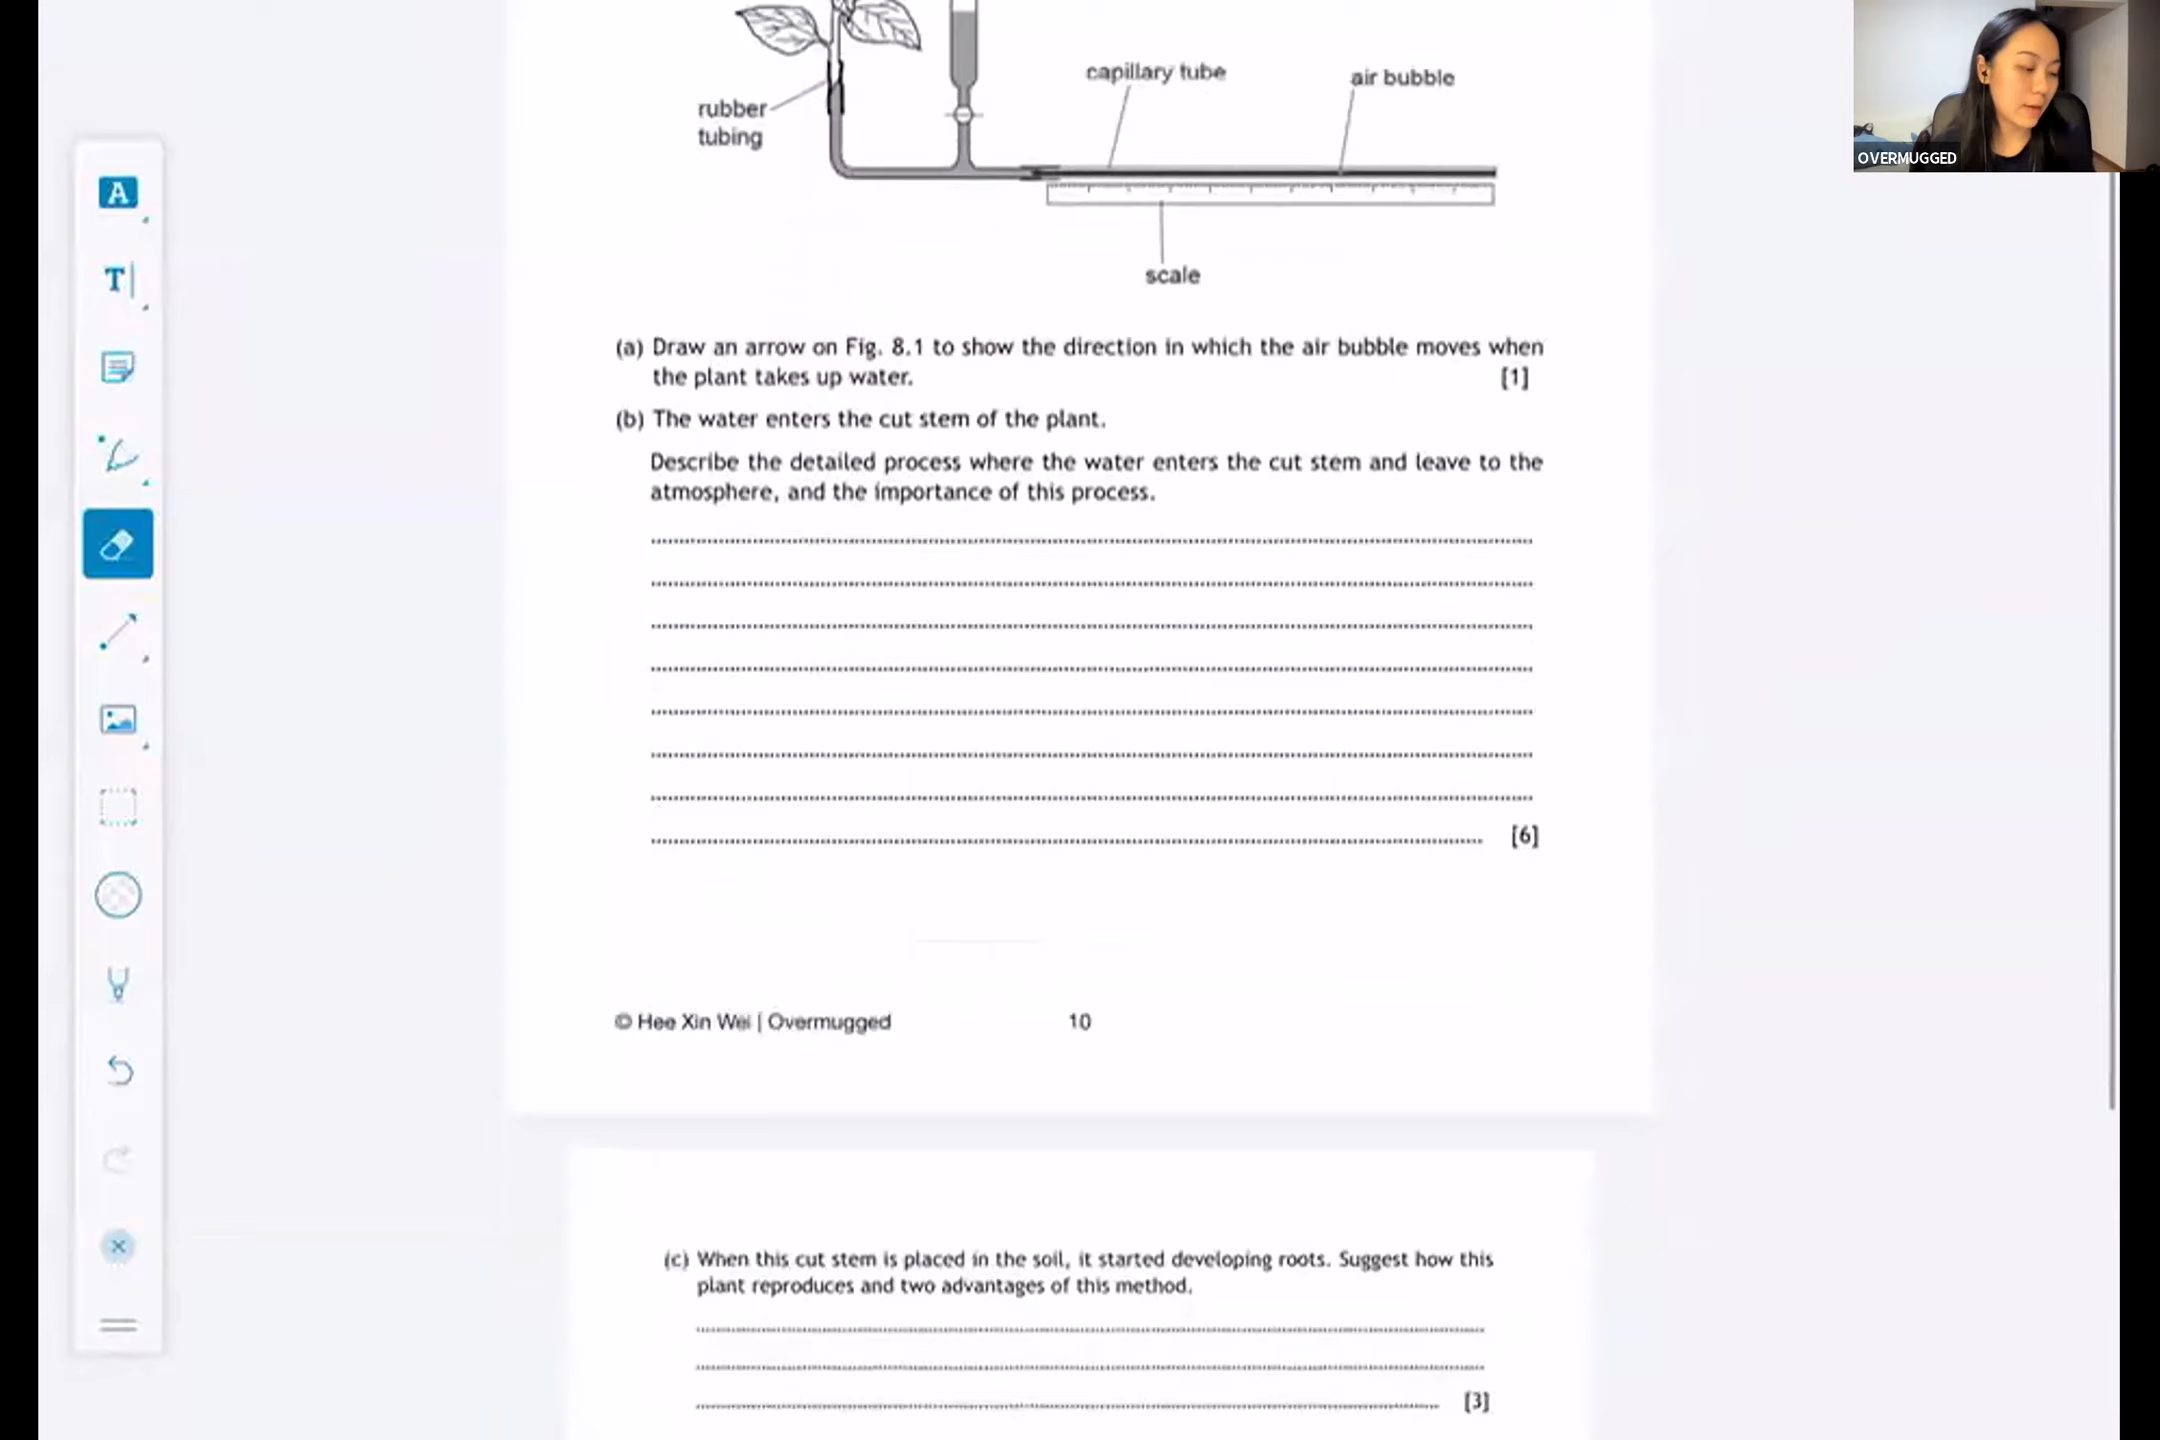 OVERMUGGED
capillary tube
air bubble
rubber
tubing
scale
(a) Draw an arrow on Fig. 8.1 to show the direction in which the air bubble moves when
the plant takes up water. [1]
(b) The water enters the cut stem of the plant.
Describe the detailed process where the water enters the cut stem and leave to the
atmosphere, and the importance of this process.
[6]
© Hee Xin Wei | Overmugged 10
(c) When this cut stem is placed in the soil, it started developing roots. Suggest how this
plant reproduces and two advantages of this method.
[3]
A
T